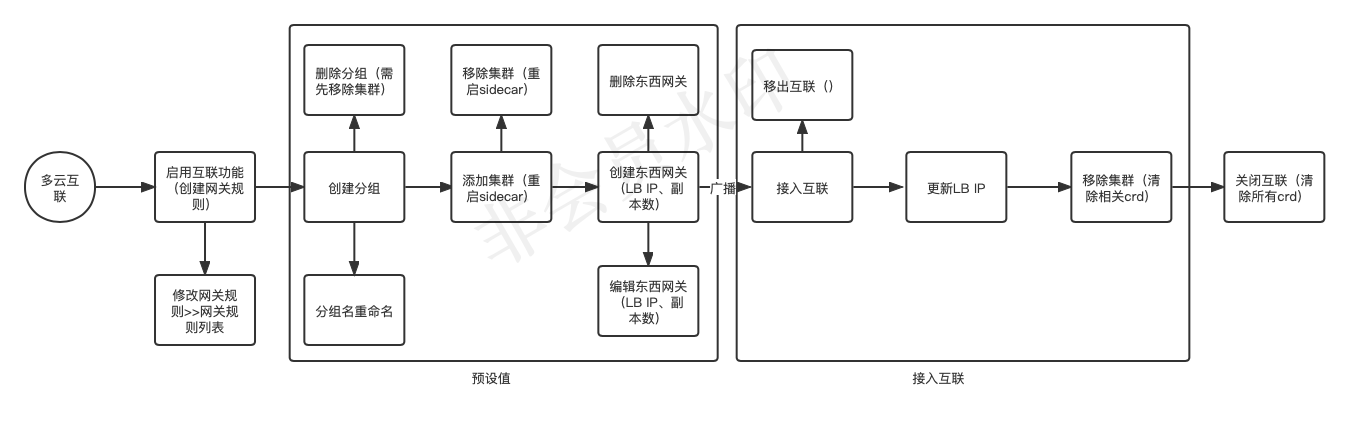 多云互
联
启用互联功能
（创建网关规
则）
修改网关规
则>>网关规
则列表
删除分组（需
先移除集群）
创建分组
分组名重命名
移除集群（重
启sidecar）
添加集群（重
启sidecar）
删除东西网关
创建东西网关
（LB IP、副
本数）
编辑东西网关
（LB IP、副
本数）
预设值
广播
移出互联（）
接入互联
更新LB IP
移除集群（清
除相关crd）
接入互联
关闭互联（清
除所有crd）
非会员水印